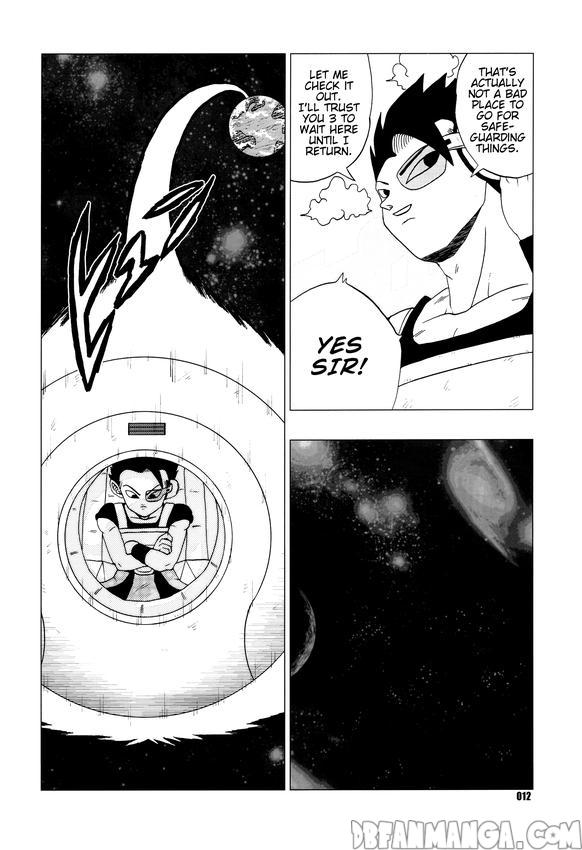 THAT'S
ACTUALLY
NOT A BAD
PLACE TO
GO FOR
SAFE-
GUARDING
THINGS.
LET ME
CHECK IT
OUT.
I'LL TRUST
YOU 3 TO
WAIT HERE
UNTIL I
RETURN.
YES
SIR!
012
DBFANMANGA.COM